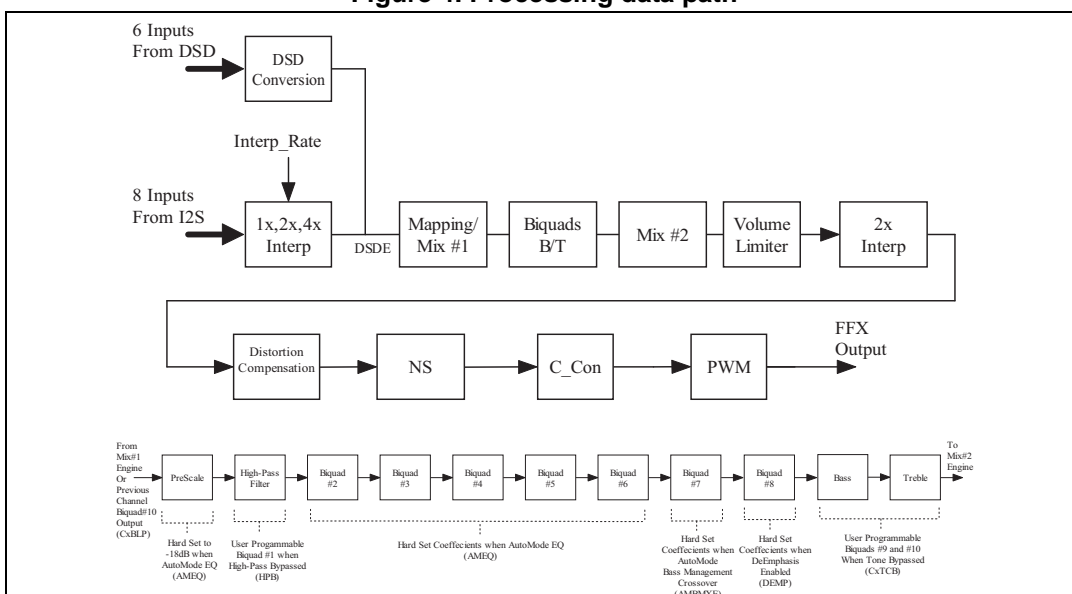 Figure 4. Processing data path
6 Inputs
From DSD
DSD
Conversion
Interp_Rate
8 Inputs
From I2S
1x,2x,4x
Interp
DSDE
Mapping/
Mix #1
Biquads
B/T
Mix #2
Volume
Limiter
2x
Interp
Distortion
Compensation
NS
C_Con
PWM
FFX
Output
From
Mix#1
Engine
Or
Previous
Channel
Biquad#10
Output
(CxBLP)
PreScale
High-Pass
Filter
Biquad
#2
Biquad
#3
Biquad
#4
Biquad
#5
Biquad
#6
Biquad
#7
Biquad
#8
Bass
Treble
To
Mix#2
Engine
Hard Set to
-18dB when
AutoMode EQ
(AMEQ)
User Progammable
Biquad #1 when
High-Pass Bypassed
(HPB)
Hard Set Coeffecients when AutoMode EQ
(AMEQ)
Hard Set
Coeffecients when
AutoMode
Bass Management
Crossover
(AMBMXE)
Hard Set
Coeffecients when
DeEmphasis
Enabled
(DEMP)
User Programmable
Biquads #9 and #10
When Tone Bypassed
(CxTCB)